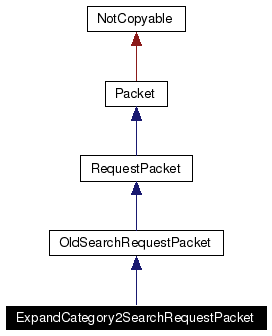 NotCopyable
Packet
RequestPacket
OldSearchRequestPacket
ExpandCategory2SearchRequestPacket